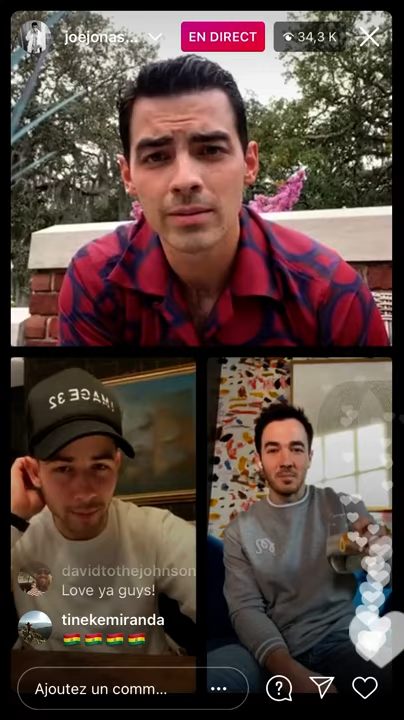 joejonas...
EN DIRECT
34,3 K
IMAGE 32
davidtothejohnson
Love ya guys!
tinekemiranda
🇧🇴🇧🇴🇧🇴🇧🇴
Ajoutez un comm...